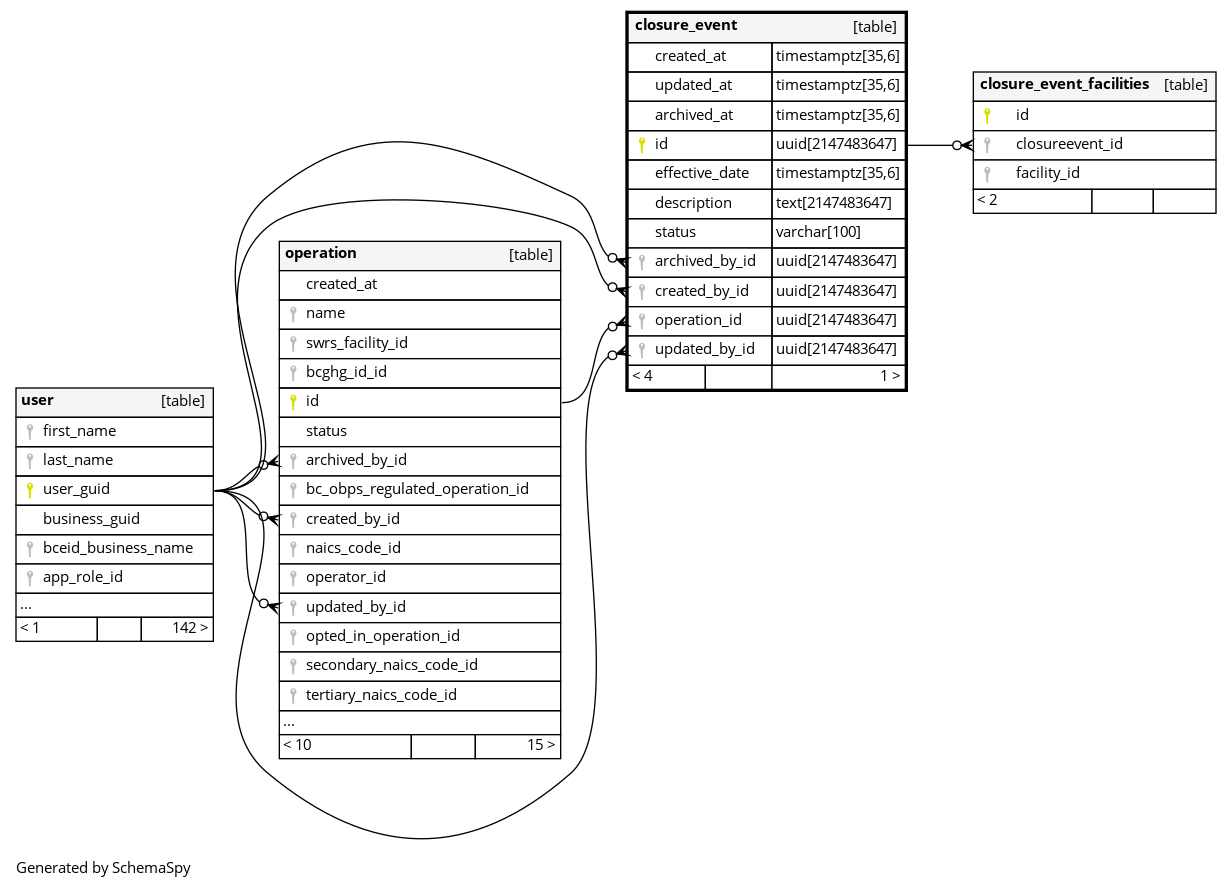 closure_event [table]
created_at timestamptz[35,6]
updated_at timestamptz[35,6]
archived_at timestamptz[35,6]
id uuid[2147483647]
effective_date timestamptz[35,6]
description text[2147483647]
status varchar[100]
archived_by_id uuid[2147483647]
created_by_id uuid[2147483647]
operation_id uuid[2147483647]
updated_by_id uuid[2147483647]
< 4 1 >
closure_event_facilities [table]
id
closureevent_id
facility_id
< 2
operation [table]
created_at
name
swrs_facility_id
bcghg_id_id
id
status
archived_by_id
bc_obps_regulated_operation_id
created_by_id
naics_code_id
operator_id
updated_by_id
opted_in_operation_id
secondary_naics_code_id
tertiary_naics_code_id
...
< 10 15 >
user [table]
first_name
last_name
user_guid
business_guid
bceid_business_name
app_role_id
...
< 1 142 >
Generated by SchemaSpy